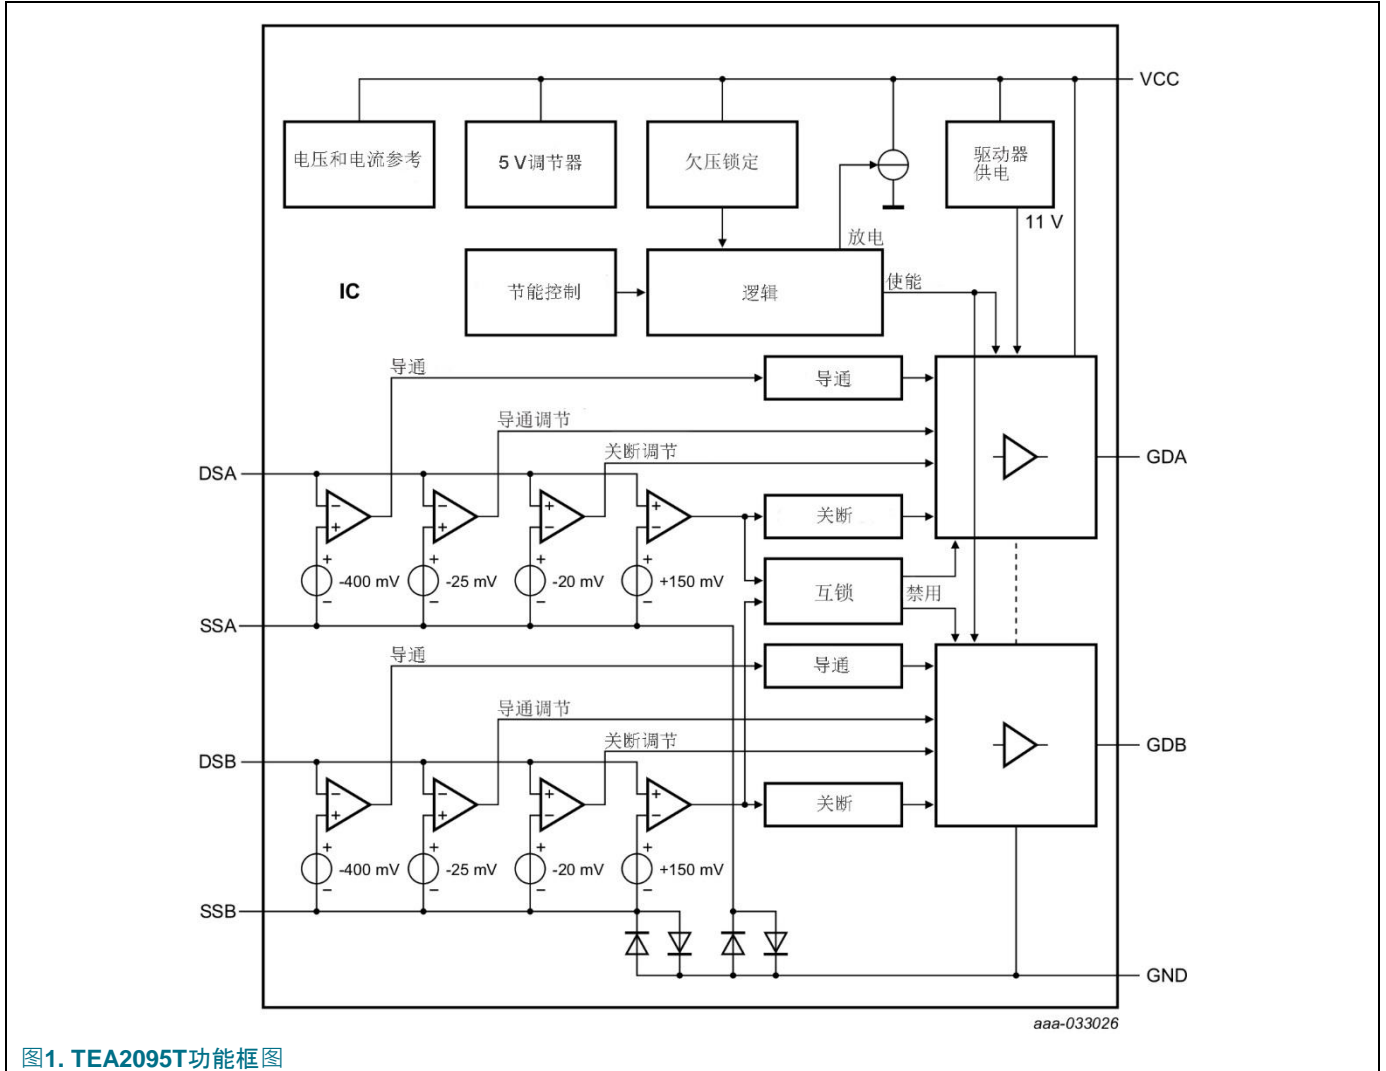 VCC
电压和电流参考
5 V调节器
欠压锁定
驱动器
供电
11 V
放电
IC
节能控制
逻辑
使能
导通
导通
导通调节
关断调节
DSA
GDA
-
+
-
+
+
-
+
-
关断
+
-
-400 mV
+
-
-25 mV
+
-
-20 mV
+
-
+150 mV
互锁
禁用
SSA
导通
导通
导通调节
关断调节
DSB
GDB
-
+
-
+
+
-
+
-
关断
+
-
-400 mV
+
-
-25 mV
+
-
-20 mV
+
-
+150 mV
SSB
GND
aaa-033026
图1. TEA2095T功能框图